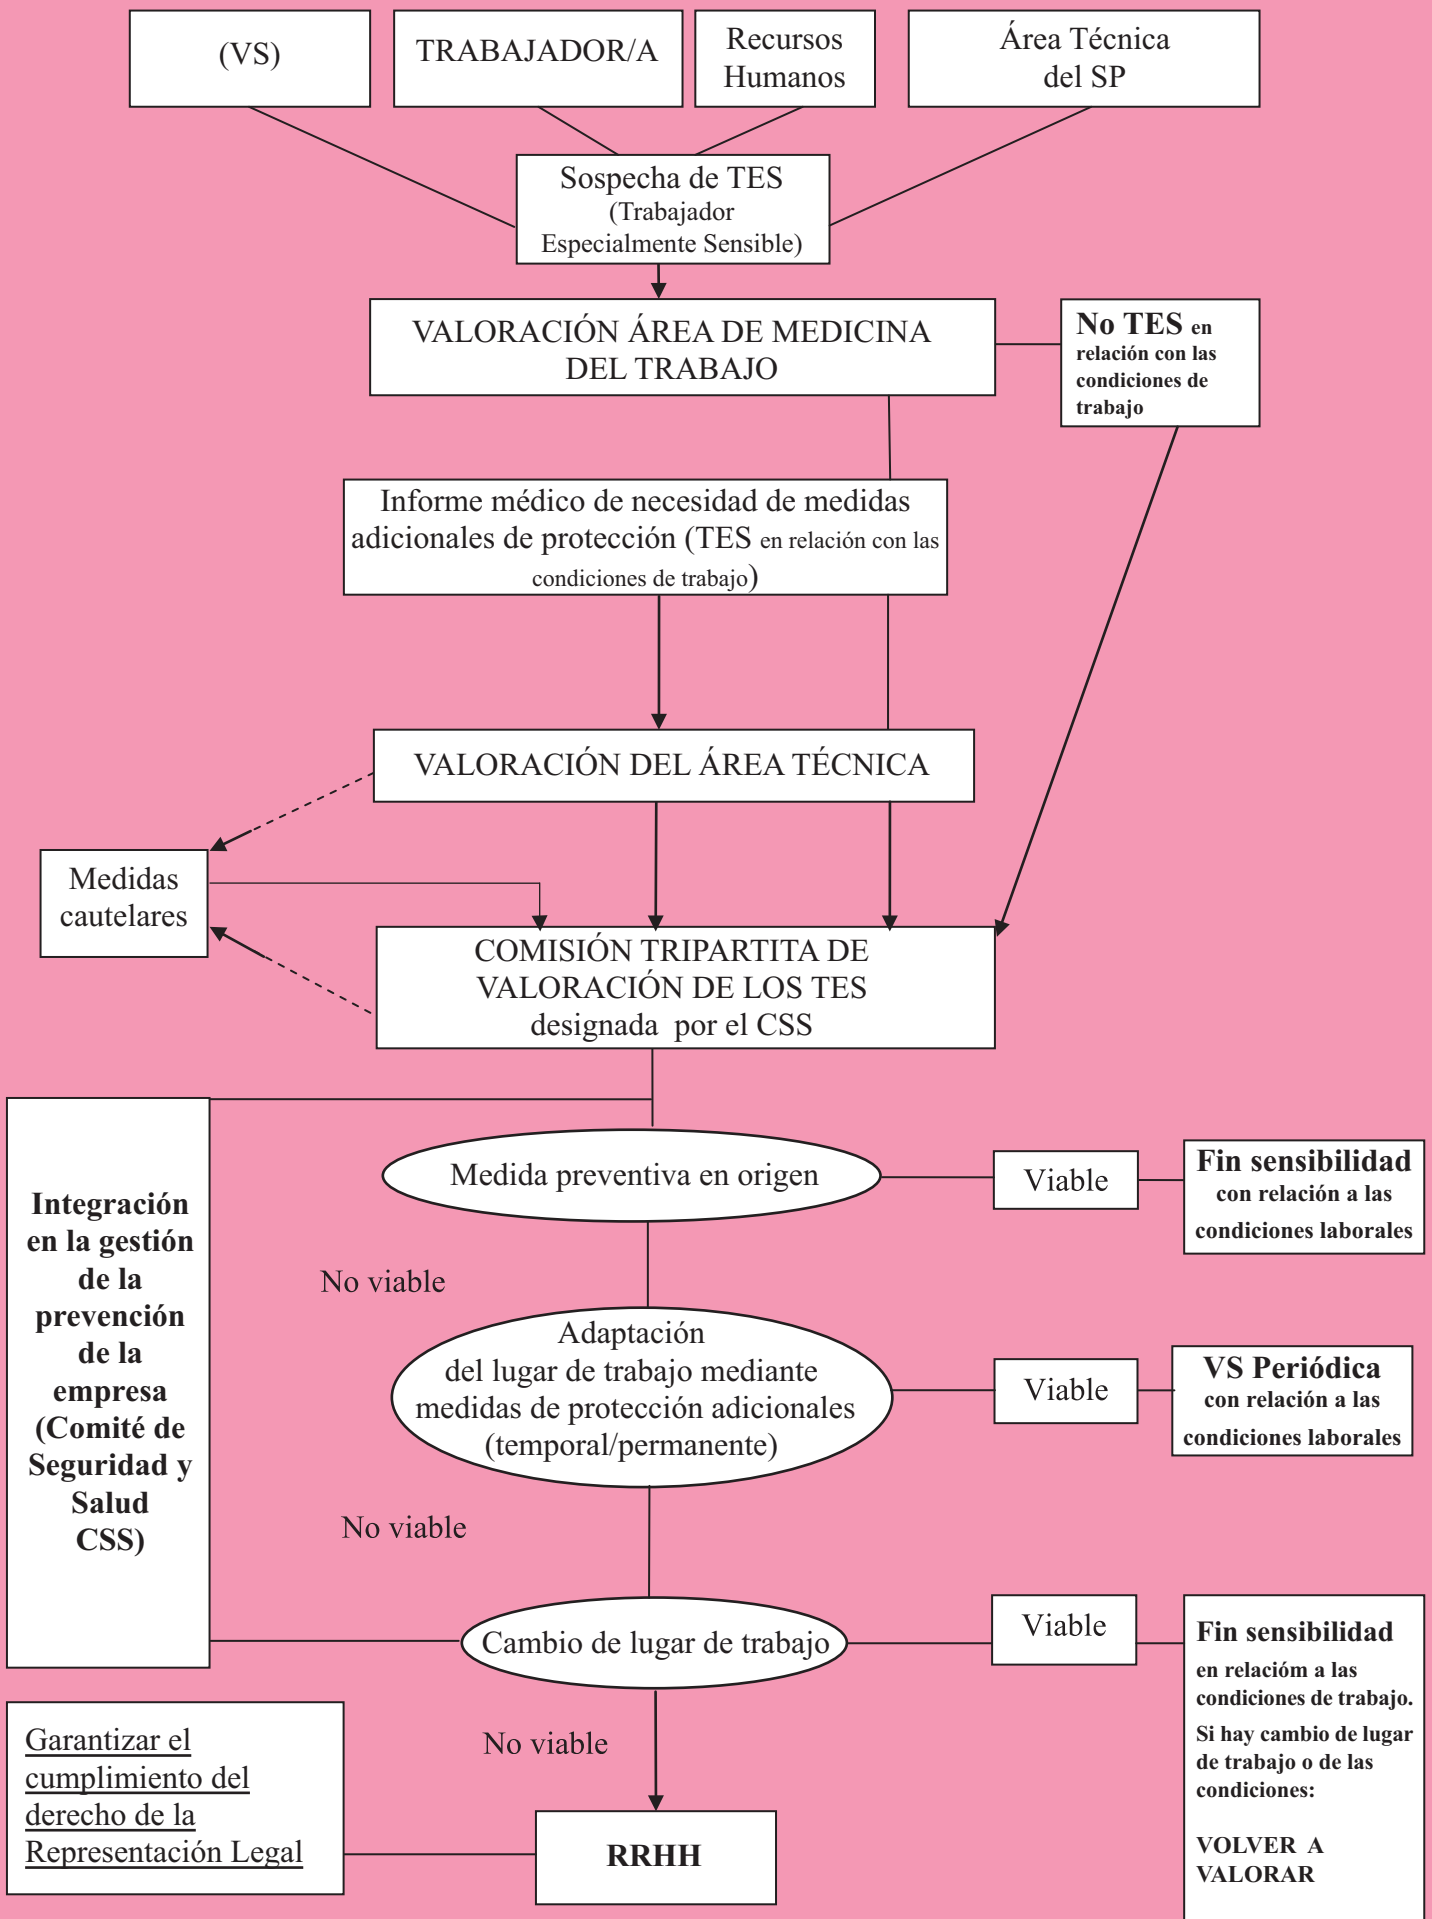 (VS)
TRABAJADOR/A
Recursos
Humanos
Área Técnica
del SP
Sospecha de TES
(Trabajador
Especialmente Sensible)
VALORACIÓN ÁREA DE MEDICINA
DEL TRABAJO
No TES en
relación con las
condiciones de
trabajo
Informe médico de necesidad de medidas
adicionales de protección (TES en relación con las
condiciones de trabajo)
VALORACIÓN DEL ÁREA TÉCNICA
Medidas
cautelares
COMISIÓN TRIPARTITA DE
VALORACIÓN DE LOS TES
designada por el CSS
Integración
en la gestión
de la
prevención
de la
empresa
(Comité de
Seguridad y
Salud
CSS)
Medida preventiva en origen
Viable
Fin sensibilidad
con relación a las
condiciones laborales
No viable
Adaptación
del lugar de trabajo mediante
medidas de protección adicionales
(temporal/permanente)
Viable
VS Periódica
con relación a las
condiciones laborales
No viable
Cambio de lugar de trabajo
Viable
Fin sensibilidad
en relacióm a las
condiciones de trabajo.
Si hay cambio de lugar
de trabajo o de las
condiciones:
VOLVER A
VALORAR
No viable
Garantizar el
cumplimiento del
derecho de la
Representación Legal
RRHH